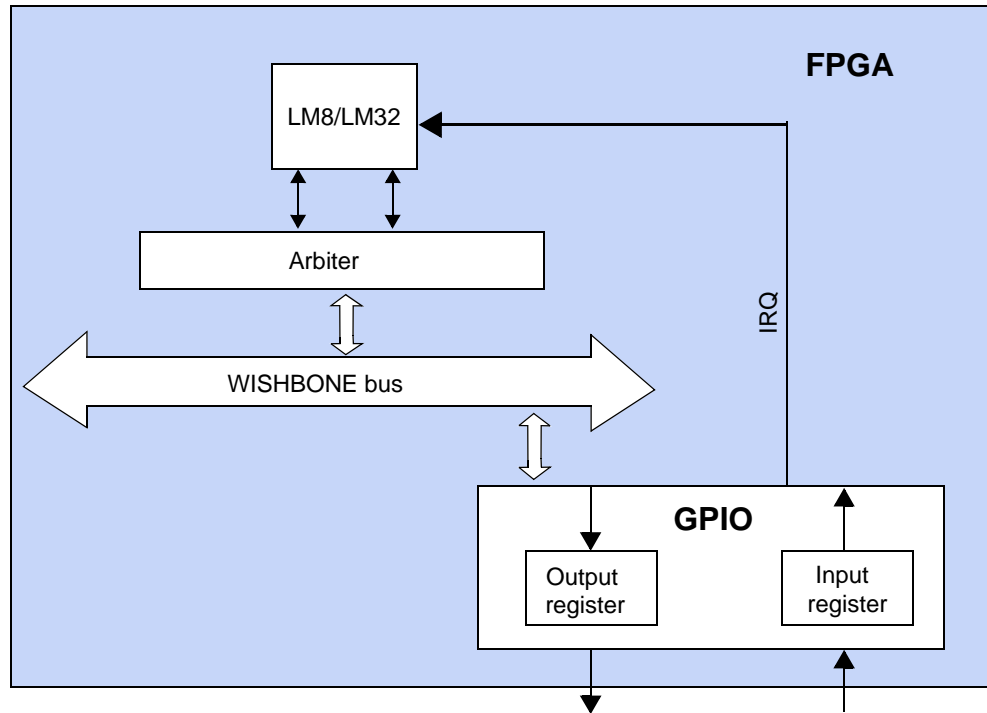 FPGA
LM8/LM32
Arbiter
IRQ
WISHBONE bus
GPIO
Output
register
Input
register